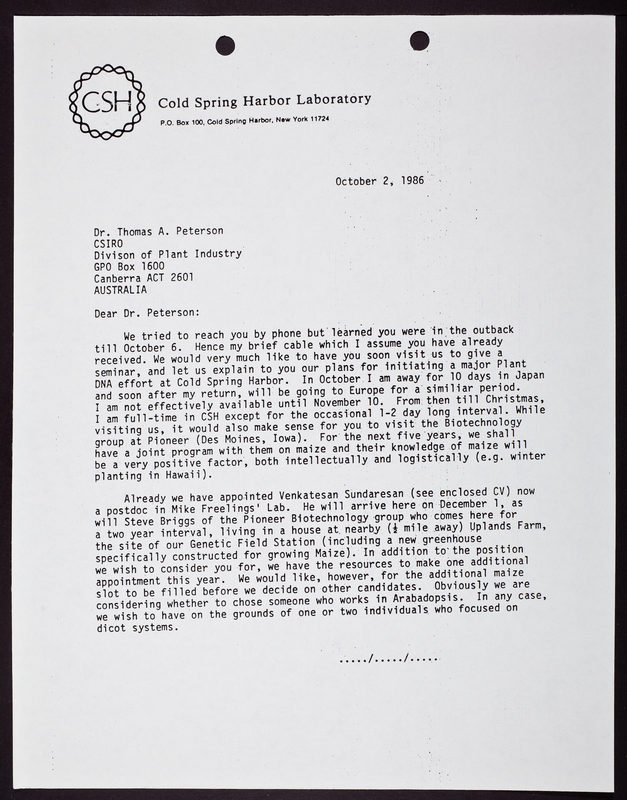 CSH
Cold Spring Harbor Laboratory
P.O. Box 100, Cold Spring Harbor, New York 11724
October 2, 1986
Dr. Thomas A. Peterson
CSIRO
Divison of Plant Industry
GPO Box 1600
Canberra ACT 2601
AUSTRALIA
Dear Dr. Peterson:
We tried to reach you by phone but learned you were in the outback
till October 6. Hence my brief cable which I assume you have already
received. We would very much like to have you soon visit us to give a
seminar, and let us explain to you our plans for initiating a major Plant
DNA effort at Cold Spring Harbor. In October I am away for 10 days in Japan
and soon after my return, will be going to Europe for a similiar period.
I am not effectively available until November 10. From then till Christmas,
I am full-time in CSH except for the occasional 1-2 day long interval. While
visiting us, it would also make sense for you to visit the Biotechnology
group at Pioneer (Des Moines, Iowa). For the next five years, we shall
have a joint program with them on maize and their knowledge of maize will
be a very positive factor, both intellectually and logistically (e.g. winter
planting in Hawaii).
Already we have appointed Venkatesan Sundaresan (see enclosed CV) now
a postdoc in Mike Freelings' Lab. He will arrive here on December 1, as
will Steve Briggs of the Pioneer Biotechnology group who comes here for
a two year interval, living in a house at nearby (½ mile away) Uplands Farm,
the site of our Genetic Field Station (including a new greenhouse
specifically constructed for growing Maize). In addition to the position
we wish to consider you for, we have the resources to make one additional
appointment this year. We would like, however, for the additional maize
slot to be filled before we decide on other candidates. Obviously we are
considering whether to chose someone who works in Arabadopsis. In any case,
we wish to have on the grounds of one or two individuals who focused on
dicot systems.
...../...../.....